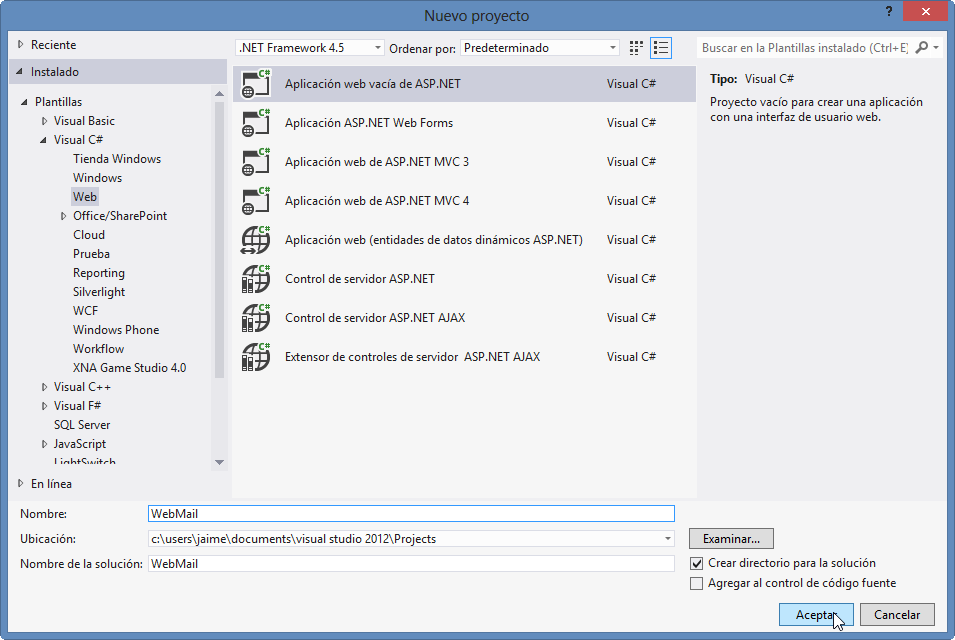 Nuevo proyecto
?
Reciente
Instalado
Plantillas
Visual Basic
Visual C#
Tienda Windows
Windows
Web
Office/SharePoint
Cloud
Prueba
Reporting
Silverlight
WCF
Windows Phone
Workflow
XNA Game Studio 4.0
Visual C++
Visual F#
SQL Server
JavaScript
LightSwitch
En línea
.NET Framework 4.5 Ordenar por: Predeterminado
C# Aplicación web vacía de ASP.NET Visual C#
C# Aplicación ASP.NET Web Forms Visual C#
C# Aplicación web de ASP.NET MVC 3 Visual C#
C# Aplicación web de ASP.NET MVC 4 Visual C#
C# Aplicación web (entidades de datos dinámicos ASP.NET) Visual C#
C# Control de servidor ASP.NET Visual C#
C# Control de servidor ASP.NET AJAX Visual C#
C# Extensor de controles de servidor ASP.NET AJAX Visual C#
Buscar en la Plantillas instalado (Ctrl+E)
Tipo: Visual C#
Proyecto vacío para crear una aplicación
con una interfaz de usuario web.
Nombre: WebMail
Ubicación: c:\users\jaime\documents\visual studio 2012\Projects
Examinar...
Nombre de la solución: WebMail
Crear directorio para la solución
Agregar al control de código fuente
Aceptar
Cancelar